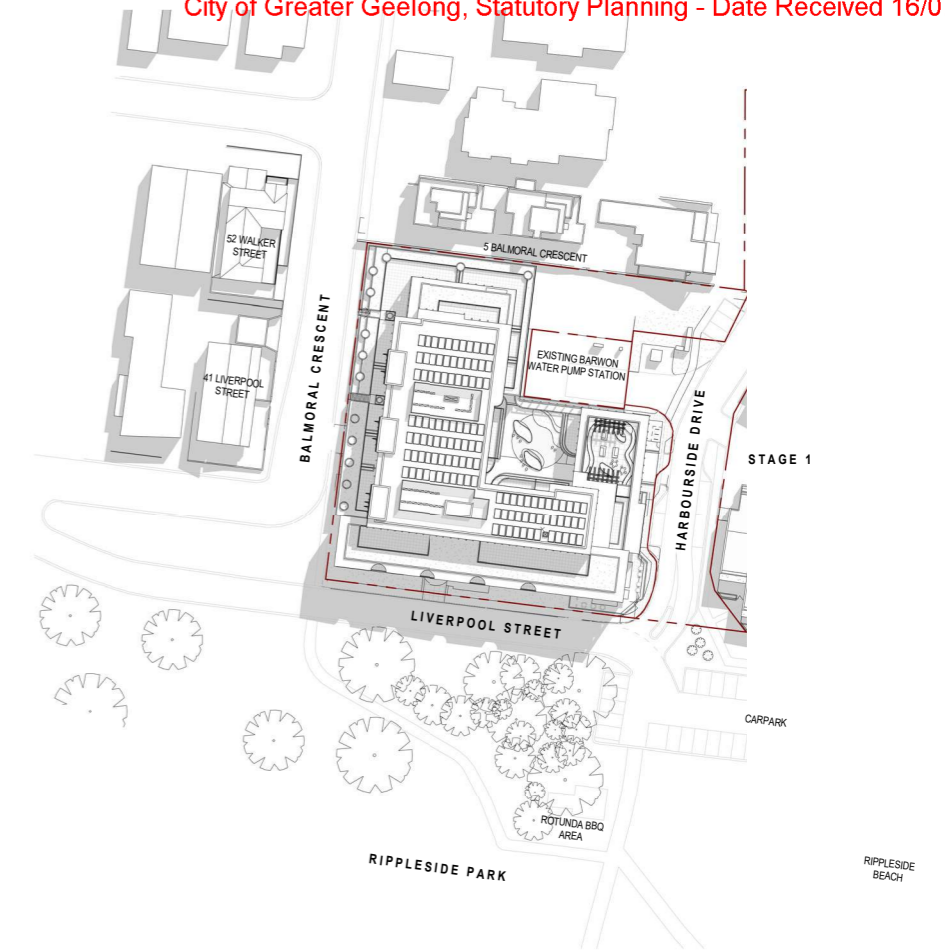 City of Greater Geelong, Statutory Planning - Date Received 16/0
52 WALKER
STREET
5 BALMORAL CRESCENT
BALMORAL CRESCENT
EXISTING BARWON
WATER PUMP STATION
41 LIVERPOOL
STREET
HARBOURSIDE DRIVE
STAGE 1
LIVERPOOL STREET
CARPARK
ROTUNDA BBQ
AREA
RIPPLESIDE PARK
RIPPLESIDE
BEACH